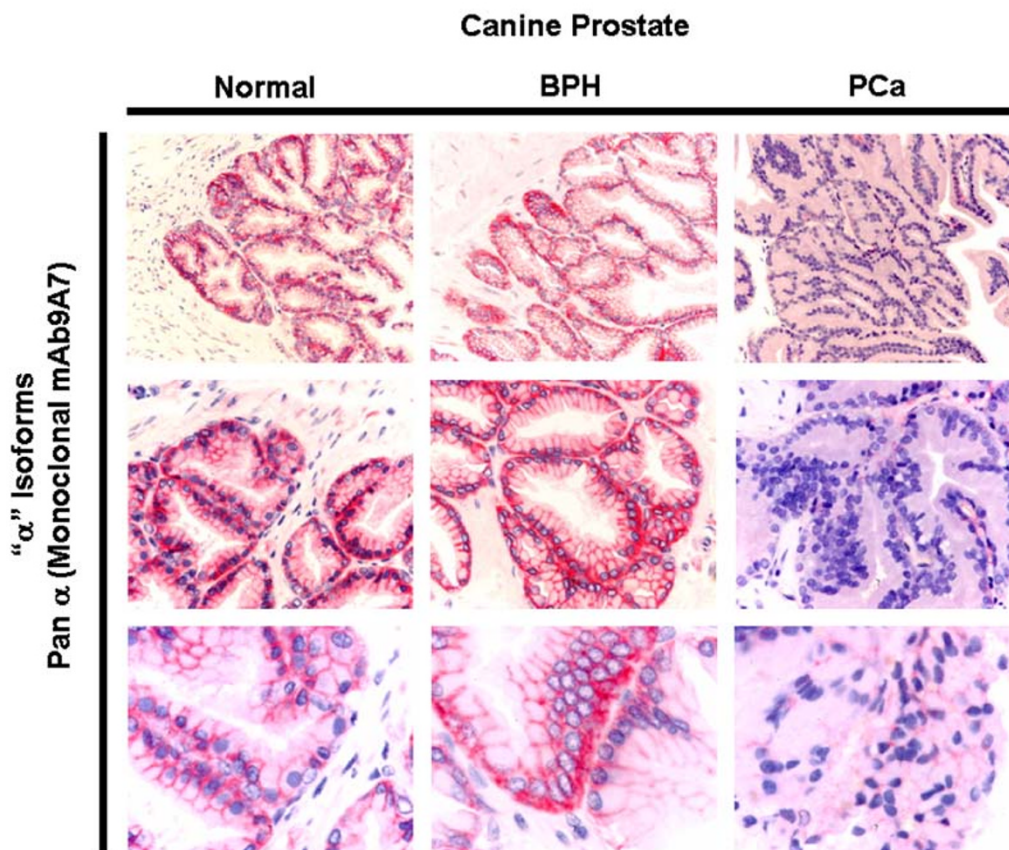 Canine Prostate
Normal
BPH
PCa
“α” Isoforms
Pan α (Monoclonal mAb9A7)